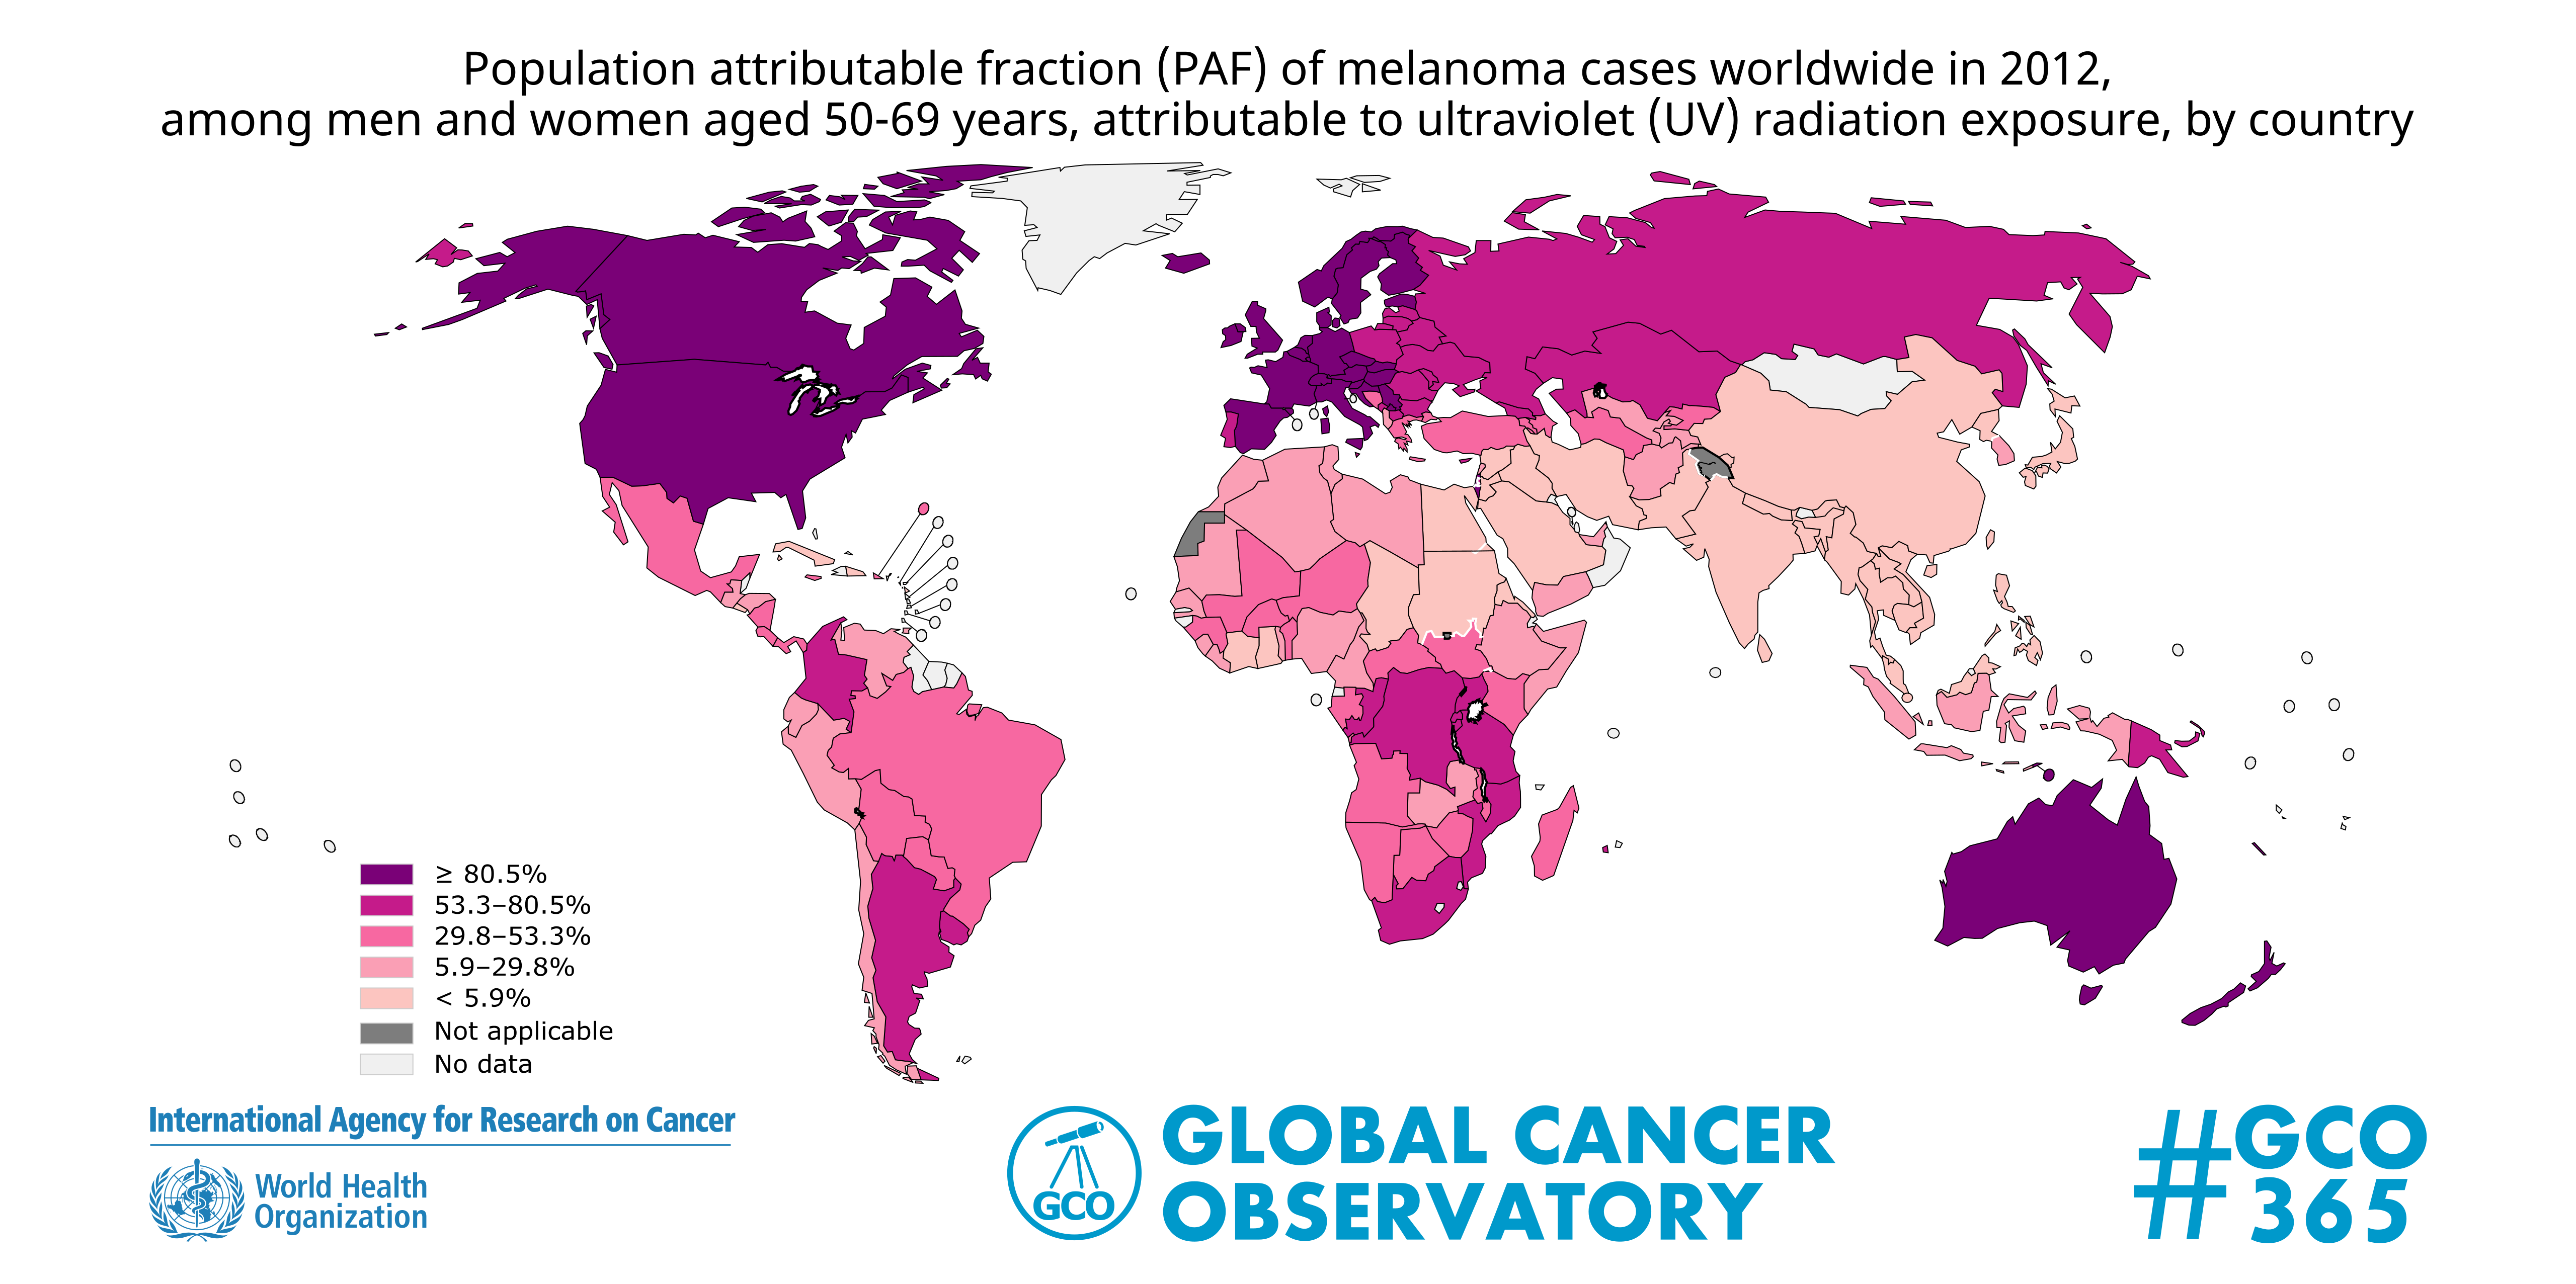 Population attributable fraction (PAF) of melanoma cases worldwide in 2012,
among men and women aged 50-69 years, attributable to ultraviolet (UV) radiation exposure, by country
≥ 80.5%
53.3–80.5%
29.8–53.3%
5.9–29.8%
< 5.9%
Not applicable
No data
International Agency for Research on Cancer
World Health
Organization
GCO
GLOBAL CANCER
OBSERVATORY
#GCO
365